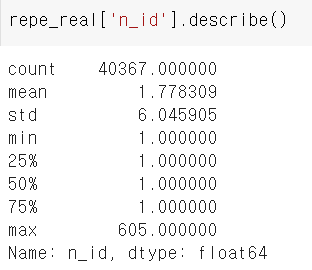 repe_real['n_id'].describe()
count 40367.000000
mean 1.778309
std 6.045905
min 1.000000
25% 1.000000
50% 1.000000
75% 1.000000
max 605.000000
Name: n_id, dtype: float64